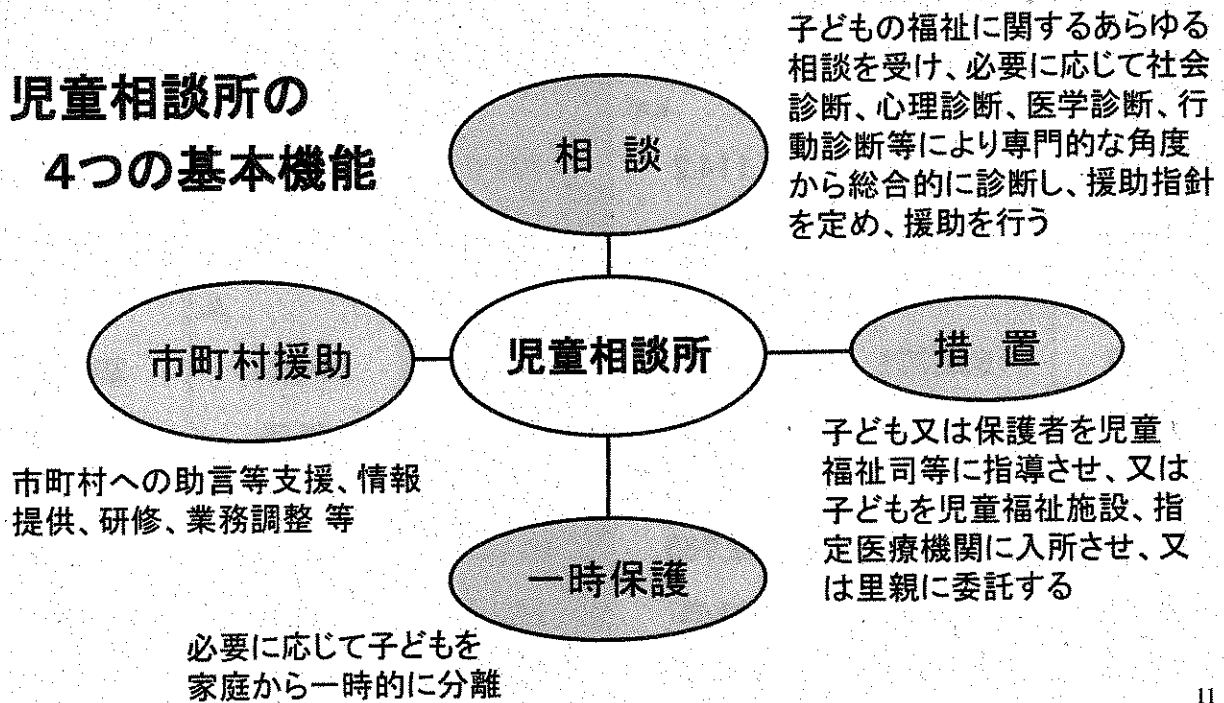 児童相談所の
4つの基本機能
相 談
子どもの福祉に関するあらゆる
相談を受け、必要に応じて社会
診断、心理診断、医学診断、行
動診断等により専門的な角度
から総合的に診断し、援助指針
を定め、援助を行う
市町村援助
児童相談所
措 置
市町村への助言等支援、情報
提供、研修、業務調整 等
子ども又は保護者を児童
福祉司等に指導させ、又は
子どもを児童福祉施設、指
定医療機関に入所させ、又
は里親に委託する
一時保護
必要に応じて子どもを
家庭から一時的に分離
11